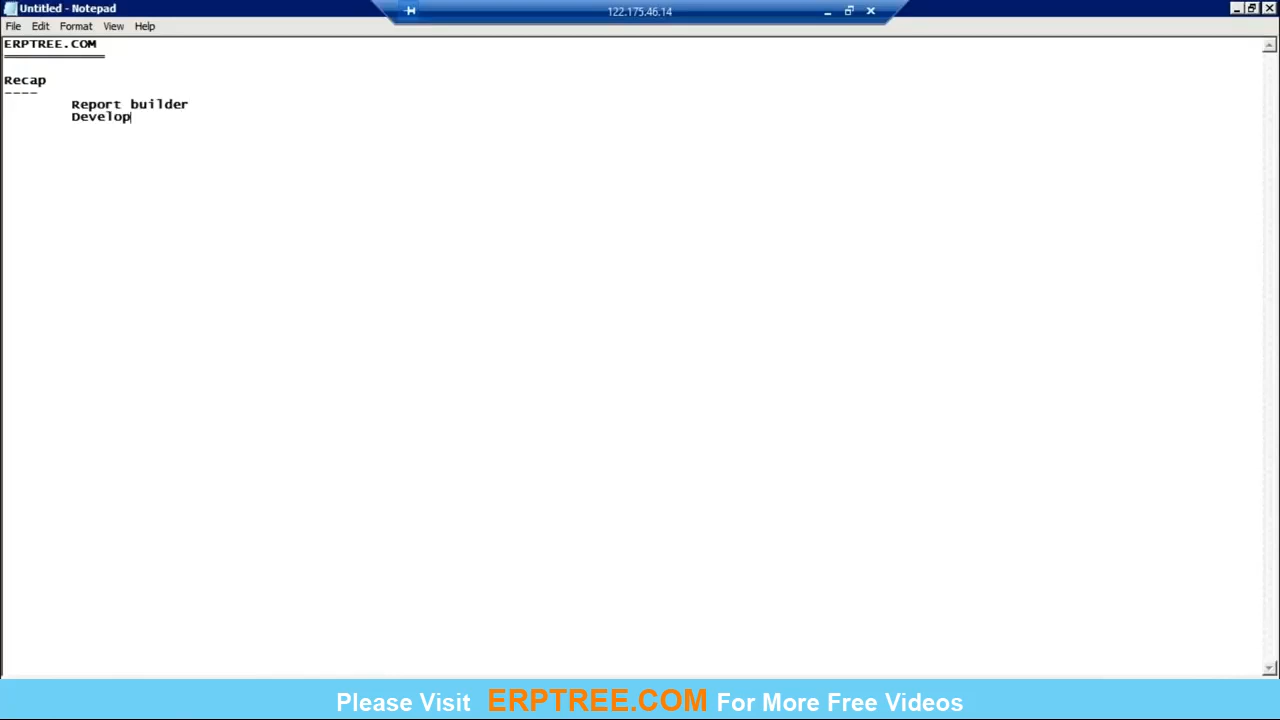 Untitled - Notepad
122.175.46.14
File Edit Format View Help
ERPTREE.COM
============
Recap
----
Report builder
Develop
Please Visit ERPTREE.COM For More Free Videos